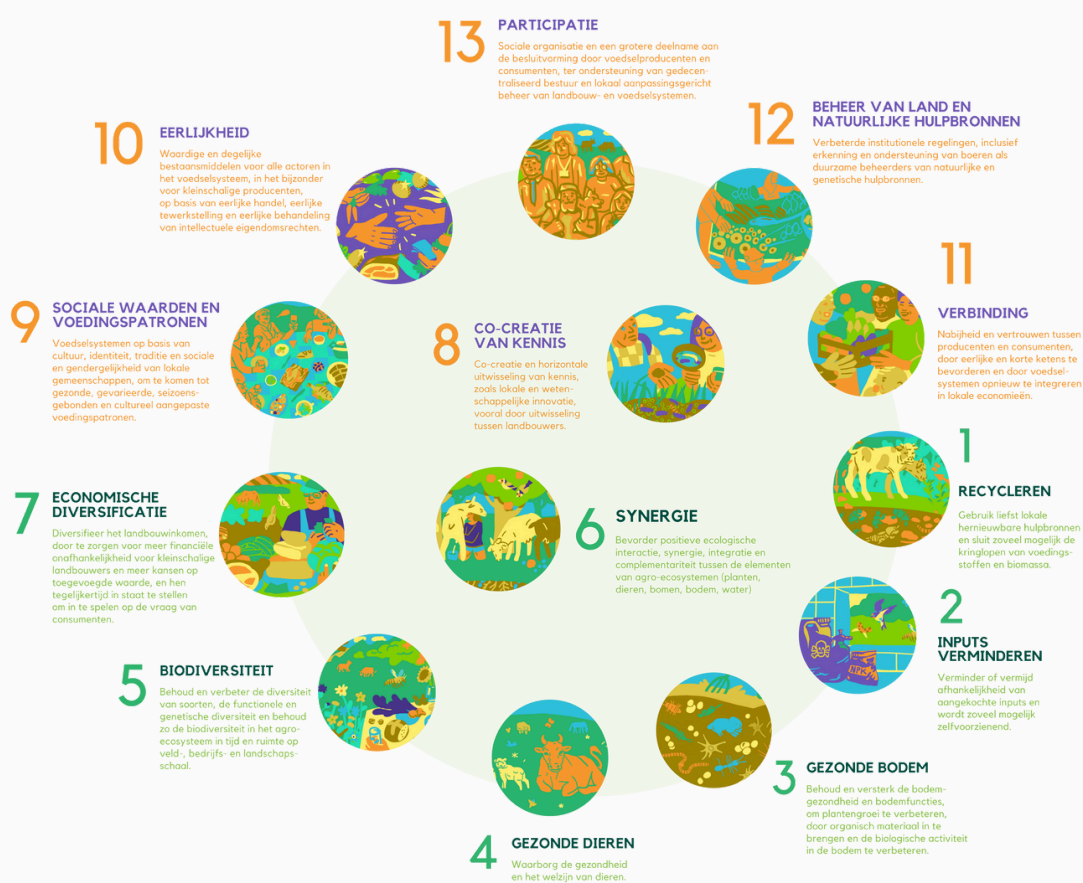 13
PARTICIPATIE
Sociale organisatie en een grotere deelname aan
de besluitvorming door voedselproducenten en
consumenten, ter ondersteuning van gedecen-
traliseerd bestuur en lokaal aanpassingsgericht
beheer van landbouw- en voedselsystemen.
12
BEHEER VAN LAND EN
NATUURLIJKE HULPBRONNEN
Verbeterde institutionele regelingen, inclusief
erkenning en ondersteuning van boeren als
duurzame beheerders van natuurlijke en
genetische hulpbronnen.
10
EERLIJKHEID
Waardige en degelijke
bestaansmiddelen voor alle actoren in
het voedselsysteem, in het bijzonder
voor kleinschalige producenten,
op basis van eerlijke handel, eerlijke
tewerkstelling en eerlijke behandeling
van intellectuele eigendomsrechten.
11
VERBINDING
Nabijheid en vertrouwen tussen
producenten en consumenten,
door eerlijke en korte ketens te
bevorderen en door voedsel-
systemen opnieuw te integreren
in lokale economieën.
9
SOCIALE WAARDEN EN
VOEDINGSPATRONEN
Voedselsystemen op basis van
cultuur, identiteit, traditie en sociale
en gendergelijkheid van lokale
gemeenschappen, om te komen tot
gezonde, gevarieerde, seizoens-
gebonden en cultureel aangepaste
voedingspatronen.
8
CO-CREATIE
VAN KENNIS
Co-creatie en horizontale
uitwisseling van kennis,
zoals lokale en weten-
schappelijke innovatie,
vooral door uitwisseling
tussen landbouwers.
1
RECYCLEREN
Gebruik liefst lokale
hernieuwbare hulpbronnen
en sluit zoveel mogelijk de
kringlopen van voedings-
stoffen en biomassa.
7
ECONOMISCHE
DIVERSIFICATIE
Diversifieer het landbouwinkomen,
door te zorgen voor meer financiële
onafhankelijkheid voor kleinschalige
landbouwers en meer kansen op
toegevoegde waarde, en hen
tegelijkertijd in staat te stellen
om in te spelen op de vraag van
consumenten.
6
SYNERGIE
Bevorder positieve ecologische
interactie, synergie, integratie en
complementariteit tussen de elementen
van agro-ecosystemen (planten,
dieren, bomen, bodem, water)
2
INPUTS
VERMINDEREN
Verminder of vermijd
afhankelijkheid van
aangekochte inputs en
wordt zoveel mogelijk
zelfvoorzienend.
NPK
5
BIODIVERSITEIT
Behoud en verbeter de diversiteit
van soorten, de functionele en
genetische diversiteit en behoud
zo de biodiversiteit in het agro-
ecosysteem in tijd en ruimte op
veld-, bedrijfs- en landschaps-
schaal.
3
GEZONDE BODEM
Behoud en versterk de bodem-
gezondheid en bodemfuncties,
om plantengroei te verbeteren,
door organisch materiaal in te
brengen en de biologische activiteit
in de bodem te verbeteren.
4
GEZONDE DIEREN
Waarborg de gezondheid
en het welzijn van dieren.